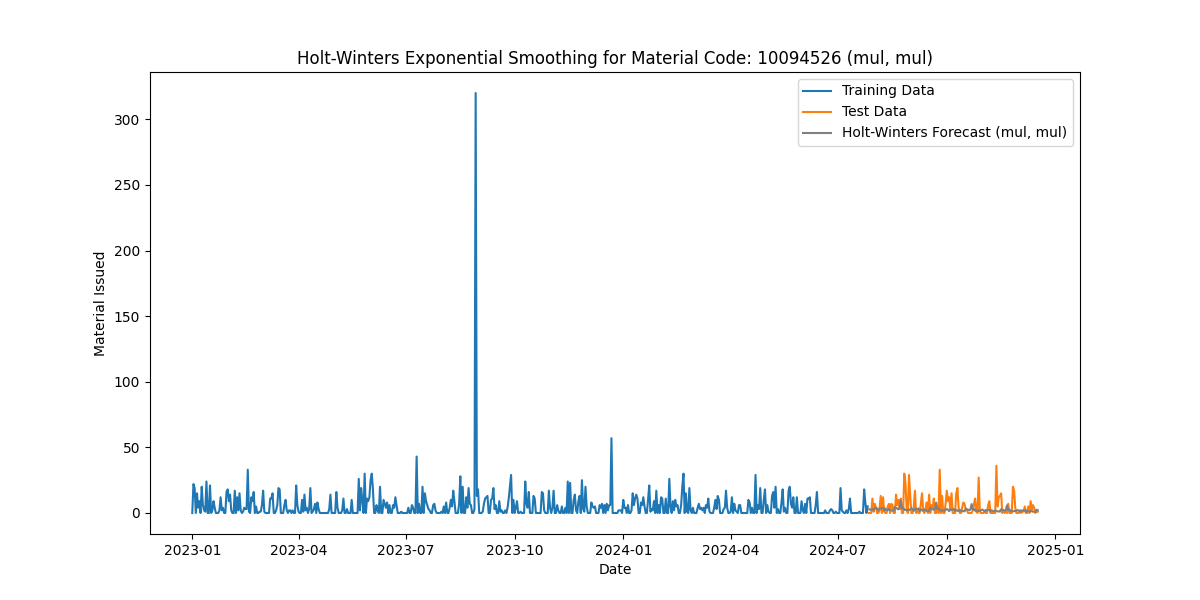 Holt-Winters Exponential Smoothing for Material Code: 10094526 (mul, mul)
Training Data
Test Data
Holt-Winters Forecast (mul, mul)
Material Issued
300
250
200
150
100
50
0
2023-01 2023-04 2023-07 2023-10 2024-01 2024-04 2024-07 2024-10 2025-01
Date